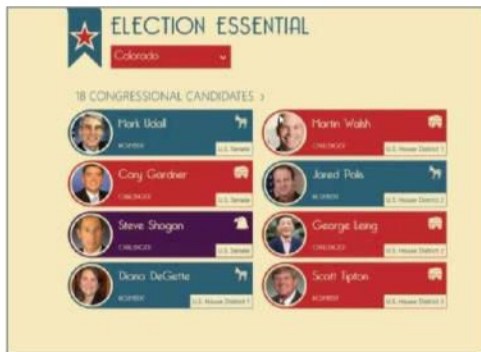 ELECTION ESSENTIAL
Colorado
18 CONGRESSIONAL CANDIDATES ›
Mark Udall
INCUMBENT
U.S. Senate
Martin Walsh
CHALLENGER
U.S. House District 1
Cory Gardner
CHALLENGER
U.S. Senate
Jared Polis
INCUMBENT
U.S. House District 2
Steve Shogan
CHALLENGER
U.S. Senate
George Leing
CHALLENGER
U.S. House District 2
Diana DeGette
INCUMBENT
U.S. House District 1
Scott Tipton
INCUMBENT
U.S. House District 3